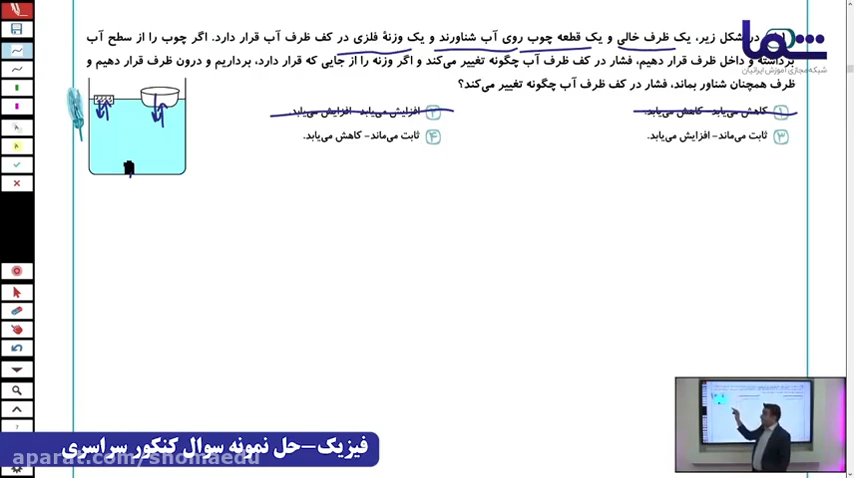 در شکل زیر، یک ظرف خالی و یک قطعه چوب روی آب شناورند و یک وزنهٔ فلزی در کف ظرف آب قرار دارد. اگر چوب را از سطح آب
برداشته و داخل ظرف قرار دهیم، فشار در کف ظرف آب چگونه تغییر می‌کند و اگر وزنه را از جایی که قرار دارد، برداریم و درون ظرف قرار دهیم و
ظرف همچنان شناور بماند، فشار در کف ظرف آب چگونه تغییر می‌کند؟
۱ کاهش می‌یابد- کاهش می‌یابد.
۲ افزایش می‌یابد- افزایش می‌یابد
۳ ثابت می‌ماند- افزایش می‌یابد.
۴ ثابت می‌ماند- کاهش می‌یابد.
شما
شبکه مجازی آموزش ایرانیان
فیزیک-حل نمونه سوال کنکور سراسری
aparat.com/shomaedu